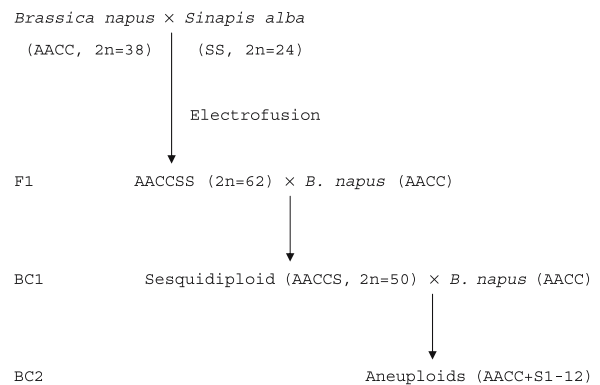 Brassica napus × Sinapis alba
(AACC, 2n=38) (SS, 2n=24)
Electrofusion
F1 AACCSS (2n=62) × B. napus (AACC)
BC1 Sesquidiploid (AACCS, 2n=50) × B. napus (AACC)
BC2 Aneuploids (AACC+S1-12)